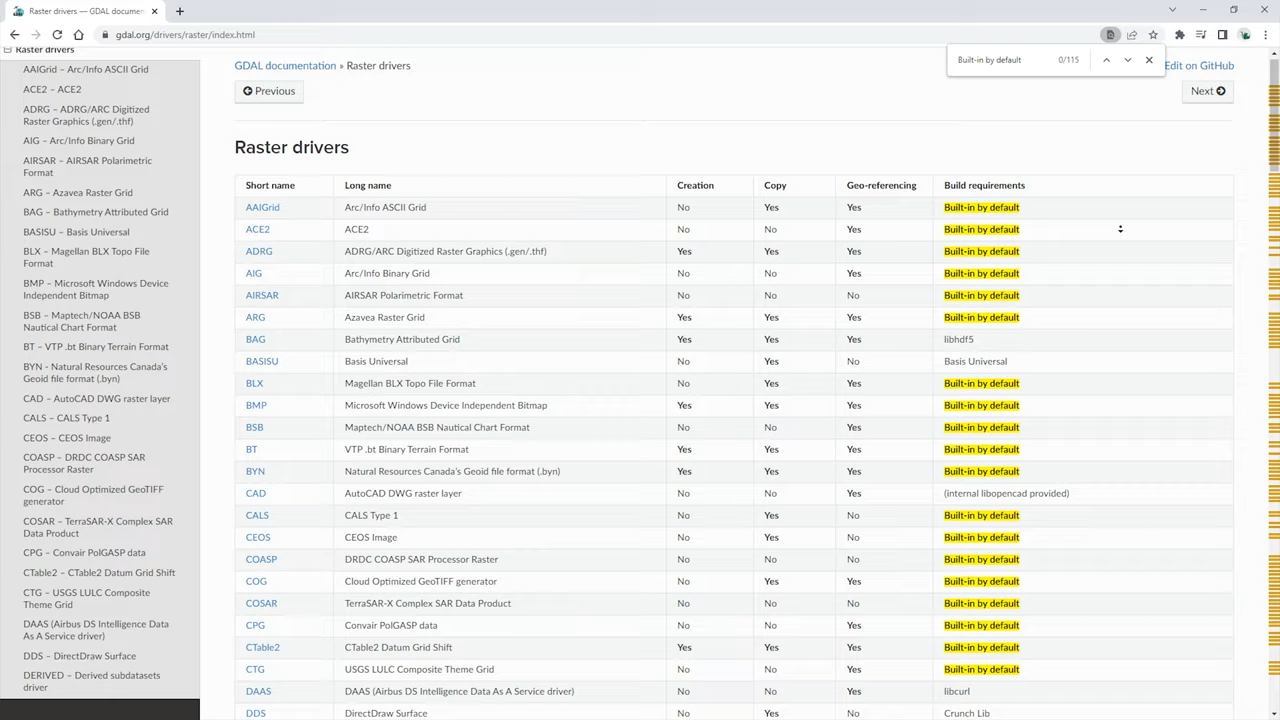 Raster drivers — GDAL documen
gdal.org/drivers/raster/index.html
Built-in by default 0/115
Raster drivers
AAIGrid – Arc/Info ASCII Grid
ACE2 – ACE2
ADRG – ADRG/ARC Digitized
Raster Graphics (.gen/.thf)
AIG – Arc/Info Binary Grid
AIRSAR – AIRSAR Polarimetric
Format
ARG – Azavea Raster Grid
BAG – Bathymetry Attributed Grid
BASISU – Basis Universal
BLX – Magellan BLX Topo File
Format
BMP – Microsoft Windows Device
Independent Bitmap
BSB – Maptech/NOAA BSB
Nautical Chart Format
BT – VTP .bt Binary Terrain Format
BYN - Natural Resources Canada's
Geoid file format (.byn)
CAD – AutoCAD DWG raster layer
CALS – CALS Type 1
CEOS – CEOS Image
COASP – DRDC COASP SAR
Processor Raster
COG – Cloud Optimized GeoTIFF
generator
COSAR – TerraSAR-X Complex SAR
Data Product
CPG – Convair PolGASP data
CTable2 – CTable2 Datum Grid Shift
CTG – USGS LULC Composite
Theme Grid
DAAS (Airbus DS Intelligence Data
As A Service driver)
DDS – DirectDraw Surface
DERIVED – Derived subdatasets
driver
GDAL documentation » Raster drivers
Edit on GitHub
Previous
Next
Raster drivers
Short name Long name Creation Copy Geo-referencing Build requirements
AAIGrid Arc/Info ASCII Grid No Yes Yes Built-in by default
ACE2 ACE2 No No Yes Built-in by default
ADRG ADRG/ARC Digitized Raster Graphics (.gen/.thf) Yes Yes Yes Built-in by default
AIG Arc/Info Binary Grid No No Yes Built-in by default
AIRSAR AIRSAR Polarimetric Format No No No Built-in by default
ARG Azavea Raster Grid Yes Yes Yes Built-in by default
BAG Bathymetry Attributed Grid Yes Yes Yes libhdf5
BASISU Basis Universal No Yes No Basis Universal
BLX Magellan BLX Topo File Format No Yes Yes Built-in by default
BMP Microsoft Windows Device Independent Bitmap Yes Yes Yes Built-in by default
BSB Maptech/NOAA BSB Nautical Chart Format No No Yes Built-in by default
BT VTP .bt Binary Terrain Format Yes Yes Yes Built-in by default
BYN Natural Resources Canada's Geoid file format (.byn) Yes Yes Yes Built-in by default
CAD AutoCAD DWG raster layer No No Yes (internal libopencad provided)
CALS CALS Type 1 No Yes No Built-in by default
CEOS CEOS Image No Yes No Built-in by default
COASP DRDC COASP SAR Processor Raster No No No Built-in by default
COG Cloud Optimized GeoTIFF generator No Yes Yes Built-in by default
COSAR TerraSAR-X Complex SAR Data Product No No No Built-in by default
CPG Convair PolGASP data No Yes Yes Built-in by default
CTable2 CTable2 Datum Grid Shift Yes Yes Yes Built-in by default
CTG USGS LULC Composite Theme Grid No No Yes Built-in by default
DAAS DAAS (Airbus DS Intelligence Data As A Service driver) No No Yes libcurl
DDS DirectDraw Surface No Yes No Crunch Lib